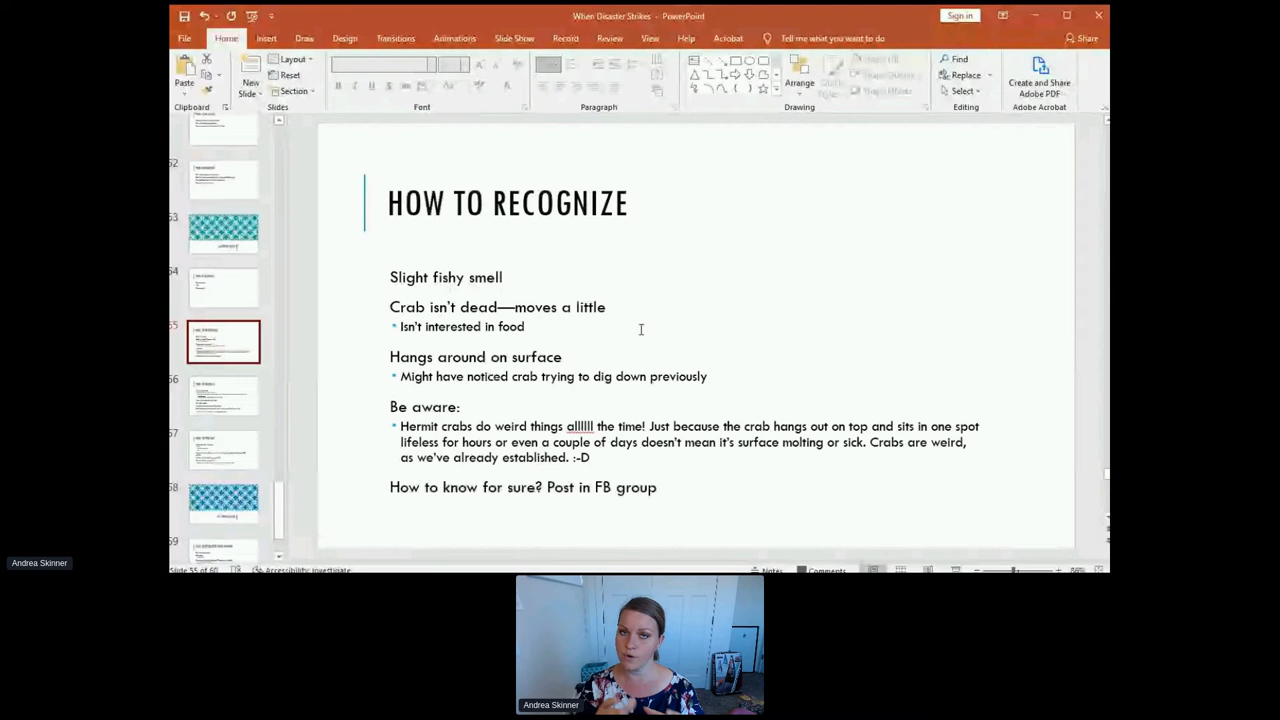 When Disaster Strikes - PowerPoint
Sign in
File Home Insert Draw Design Transitions Animations Slide Show Record Review View Help Acrobat Tell me what you want to do Share
Paste
New
Slide
Layout
Reset
Section
Arrange
Find
Replace
Select
Create and Share
Adobe PDF
Clipboard Slides Font Paragraph Drawing Editing Adobe Acrobat
HOW TO RECOGNIZE
Slight fishy smell
Crab isn't dead—moves a little
• Isn't interested in food
Hangs around on surface
• Might have noticed crab trying to dig down previously
Be aware:
• Hermit crabs do weird things allllll the time! Just because the crab hangs out on top and sits in one spot
lifeless for hours or even a couple of days doesn't mean it's surface molting or sick. Crabs are weird,
as we've already established. :-D
How to know for sure? Post in FB group
Slide 55 of 60 Accessibility: Investigate Notes Comments 86%
Andrea Skinner
Andrea Skinner